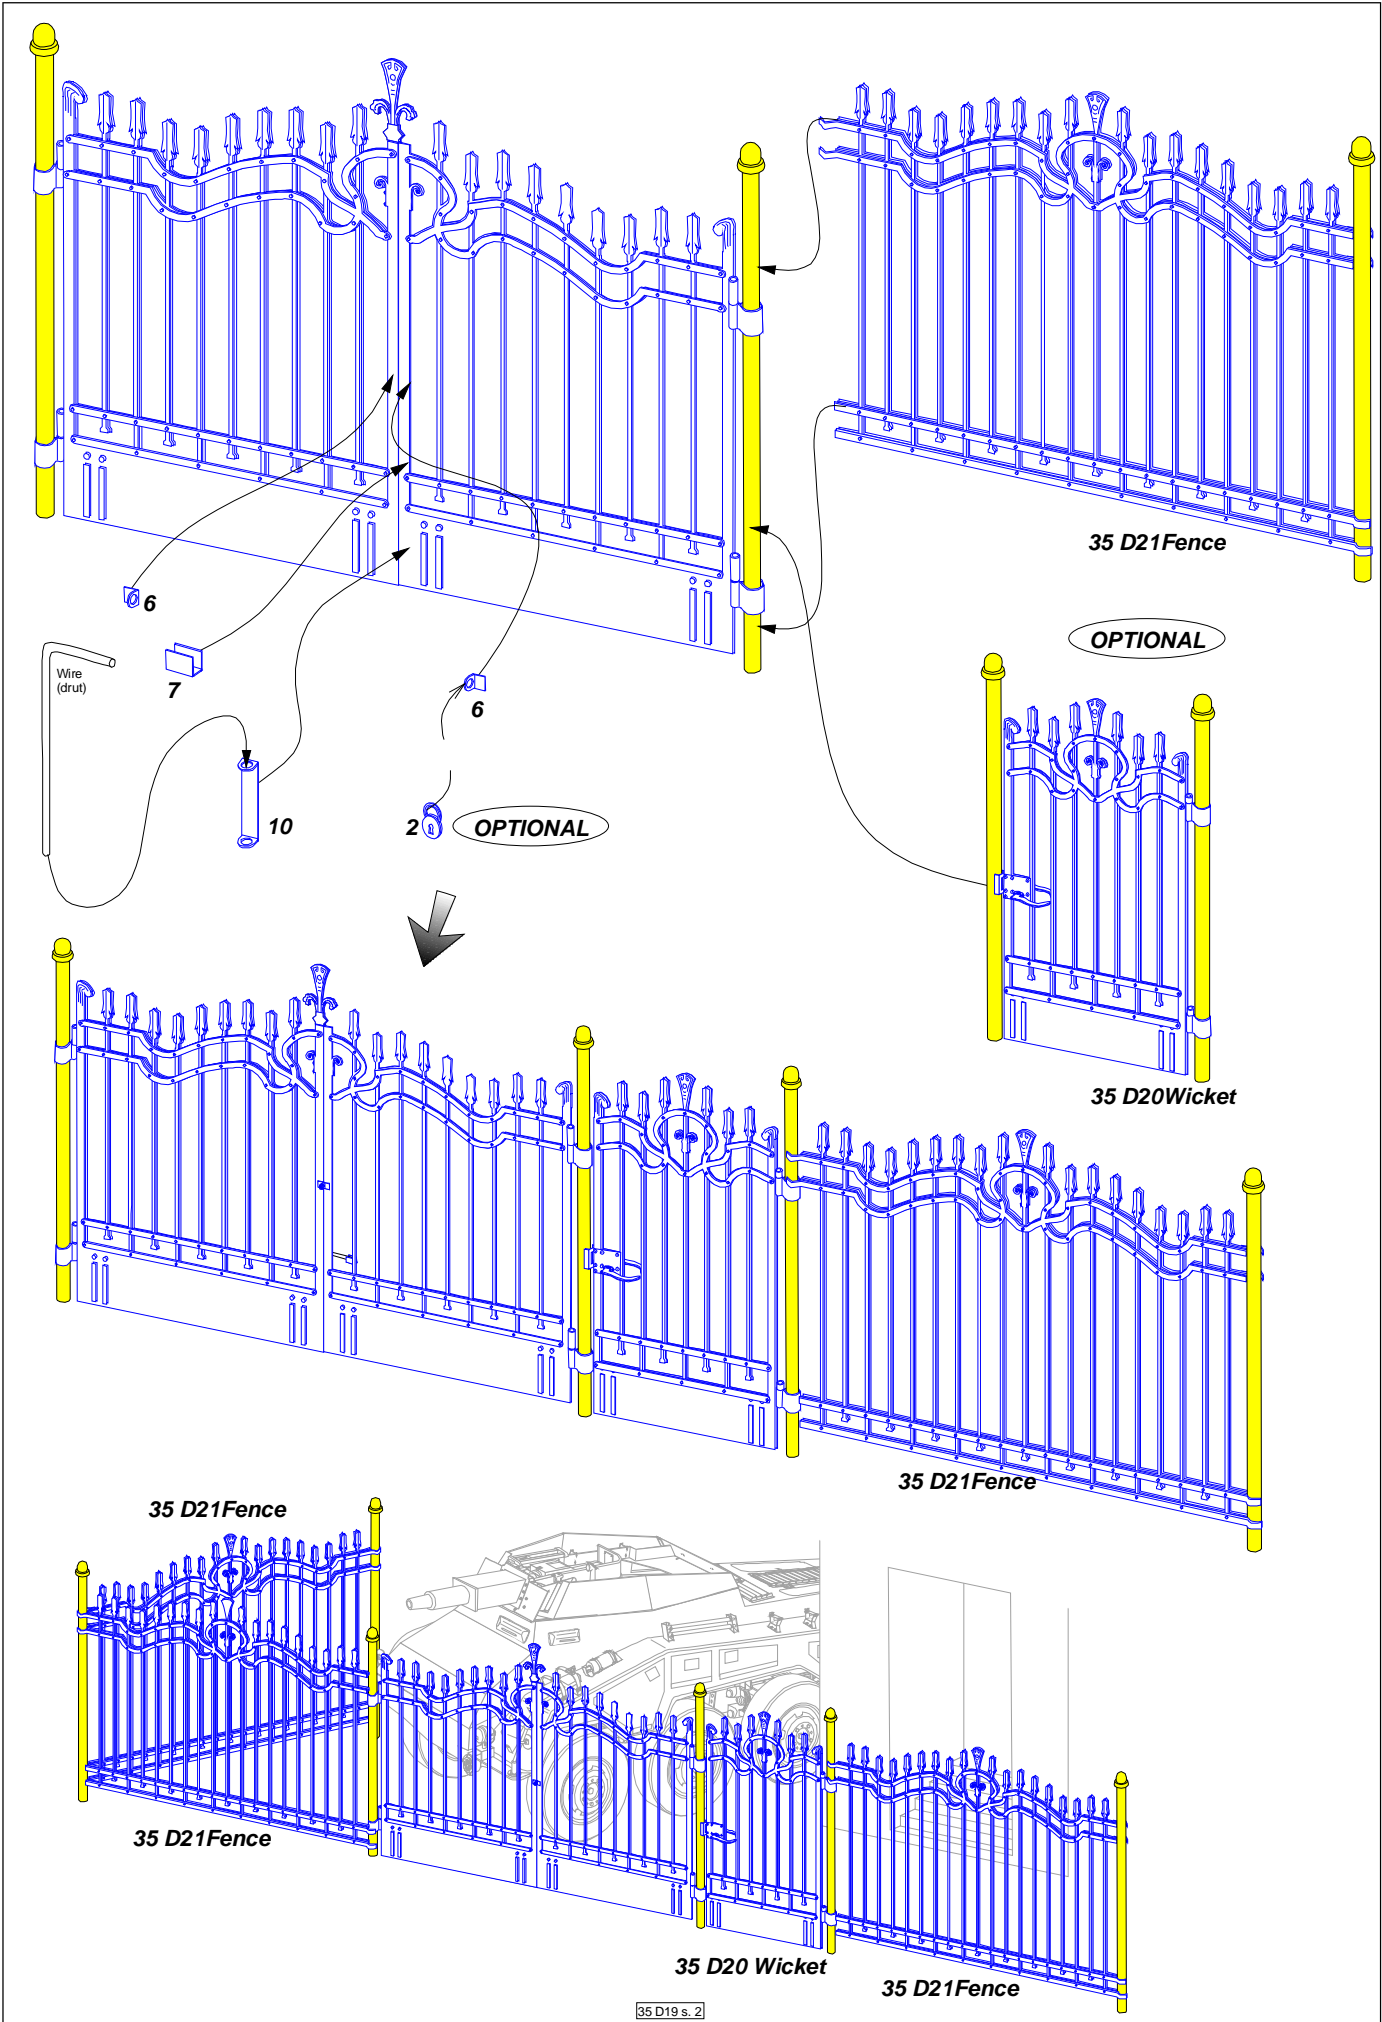 35 D21Fence
6
OPTIONAL
Wire
(drut)
7
6
10
2
OPTIONAL
35 D20Wicket
35 D21Fence
35 D21Fence
35 D21Fence
35 D20 Wicket
35 D21Fence
35 D19 s. 2